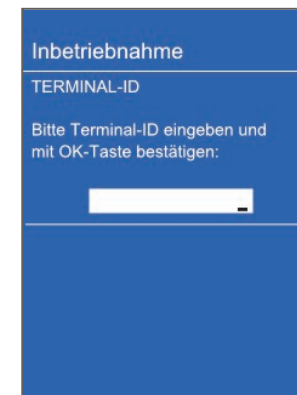 Inbetriebnahme
TERMINAL-ID
Bitte Terminal-ID eingeben und
mit OK-Taste bestätigen: